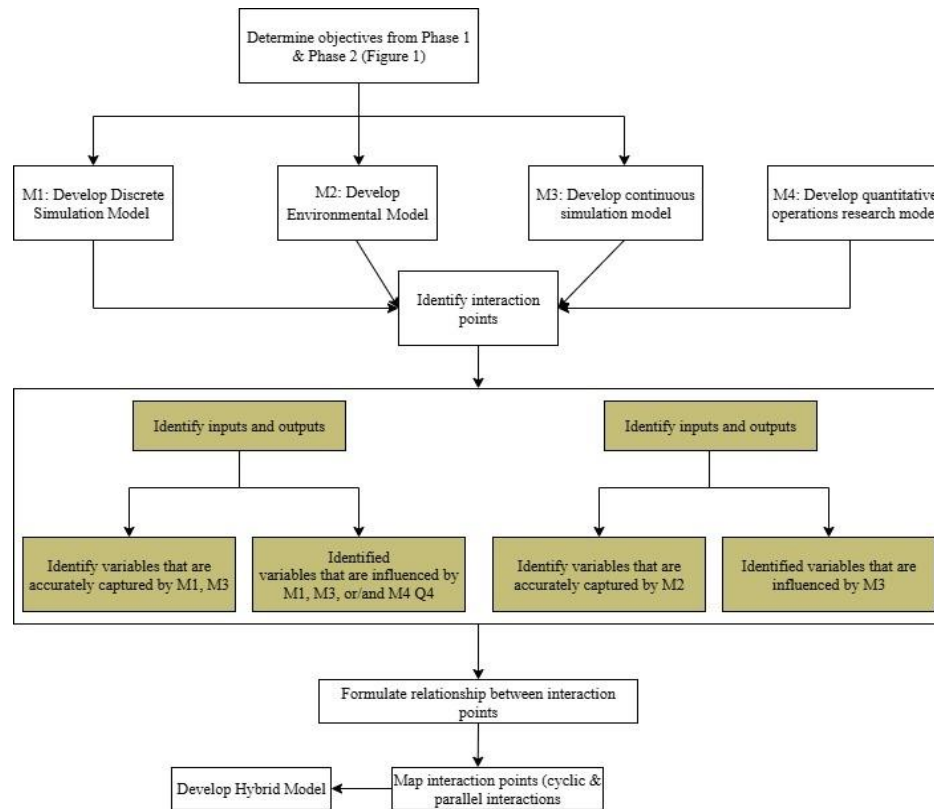 Determine objectives from Phase 1
& Phase 2 (Figure 1)
M1: Develop Discrete
Simulation Model
M2: Develop
Environmental Model
M3: Develop continuous
simulation model
M4: Develop quantitative
operations research mode
Identify interaction
points
Identify inputs and outputs
Identify inputs and outputs
Identify variables that are
accurately captured by M1, M3
Identified
variables that are influenced by
M1, M3, or/and M4 Q4
Identify variables that are
accurately captured by M2
Identified variables that are
influenced by M3
Formulate relationship between interaction
points
Map interaction points (cyclic &
parallel interactions
Develop Hybrid Model